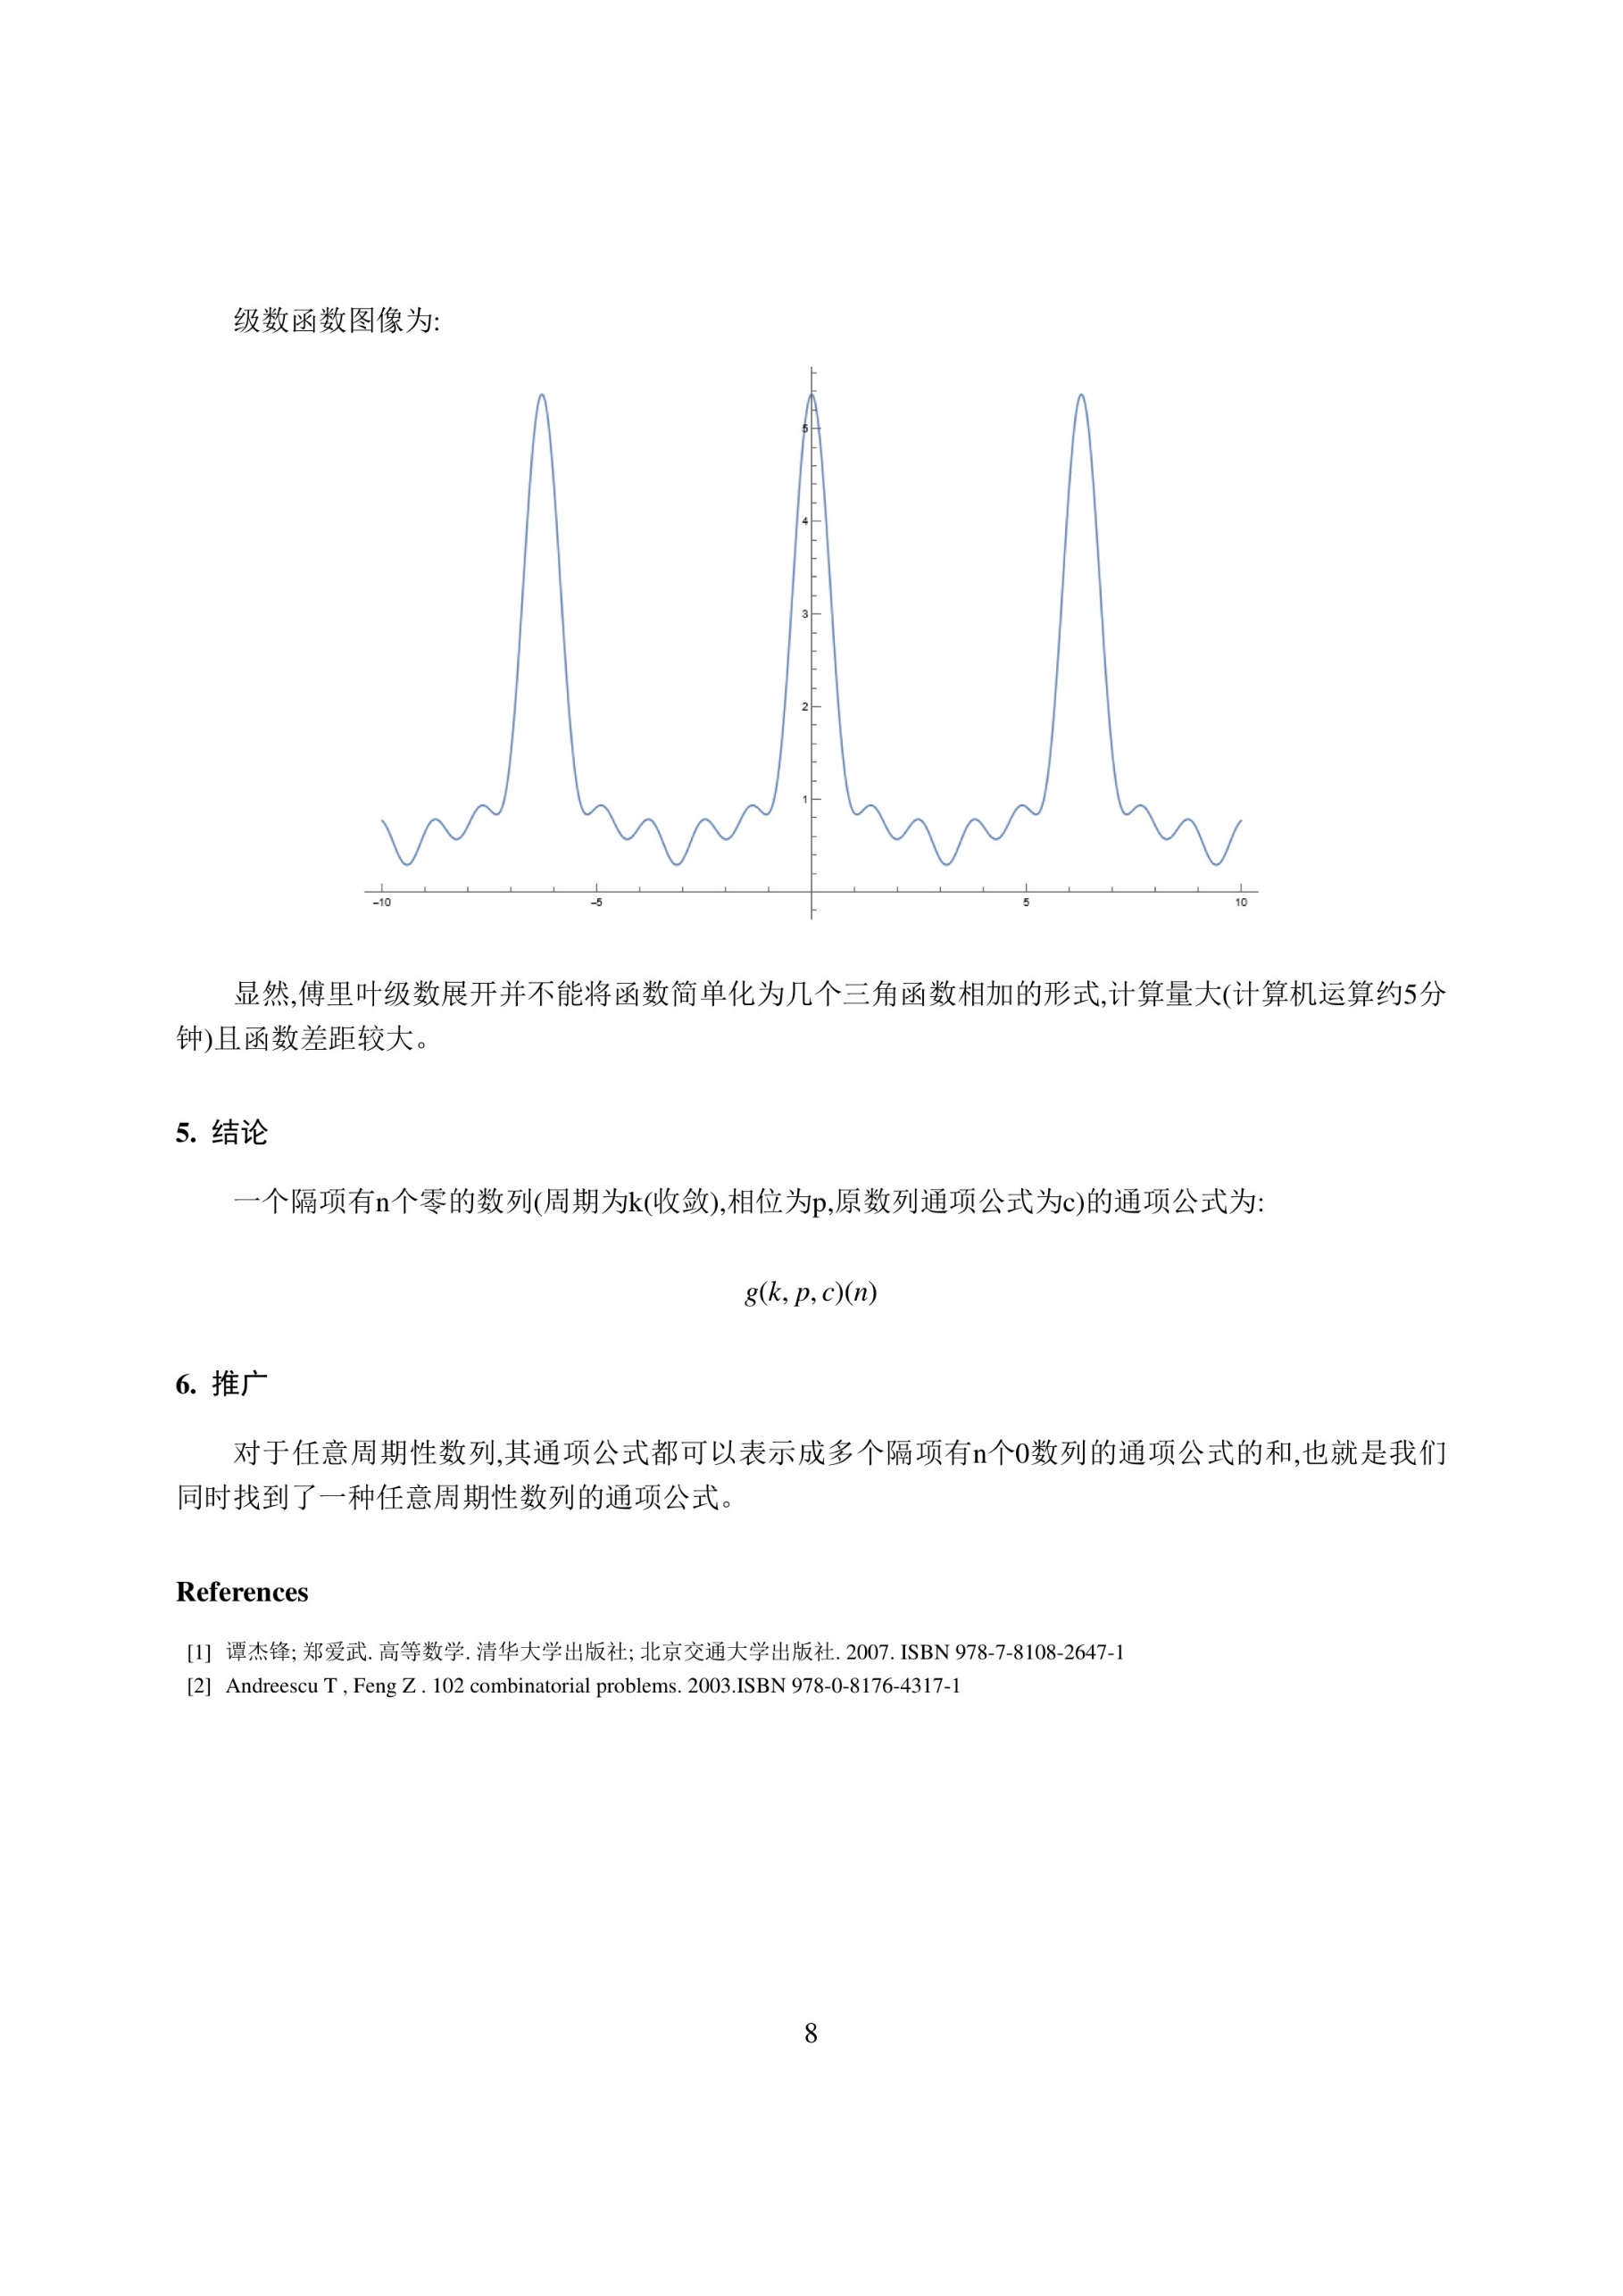 级数函数图像为:
5
4
3
2
1
−10
−5
5
10
显然,傅里叶级数展开并不能将函数简单化为几个三角函数相加的形式,计算量大(计算机运算约5分
钟)且函数差距较大。
5. 结论
一个隔项有n个零的数列(周期为k(收敛),相位为p,原数列通项公式为c)的通项公式为:
g(k, p, c)(n)
6. 推广
对于任意周期性数列,其通项公式都可以表示成多个隔项有n个0数列的通项公式的和,也就是我们
同时找到了一种任意周期性数列的通项公式。
References
[1] 谭杰锋; 郑爱武. 高等数学. 清华大学出版社; 北京交通大学出版社. 2007. ISBN 978-7-8108-2647-1
[2] Andreescu T , Feng Z . 102 combinatorial problems. 2003.ISBN 978-0-8176-4317-1
8